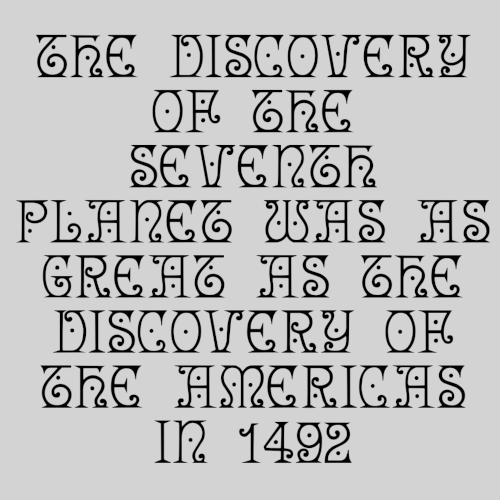 THE DISCOVERY
OF THE
SEVENTH
PLANET WAS AS
GREAT AS THE
DISCOVERY OF
THE AMERICAS
IN 1492